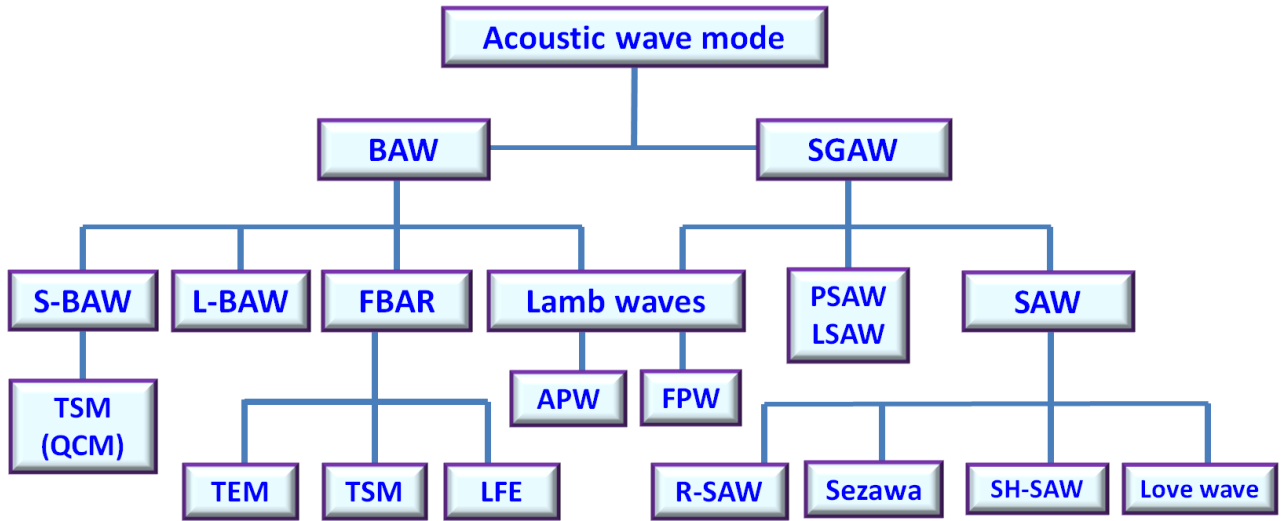 Acoustic wave mode
BAW
SGAW
S-BAW
L-BAW
FBAR
Lamb waves
PSAW
LSAW
SAW
TSM
(QCM)
APW
FPW
TEM
TSM
LFE
R-SAW
Sezawa
SH-SAW
Love wave